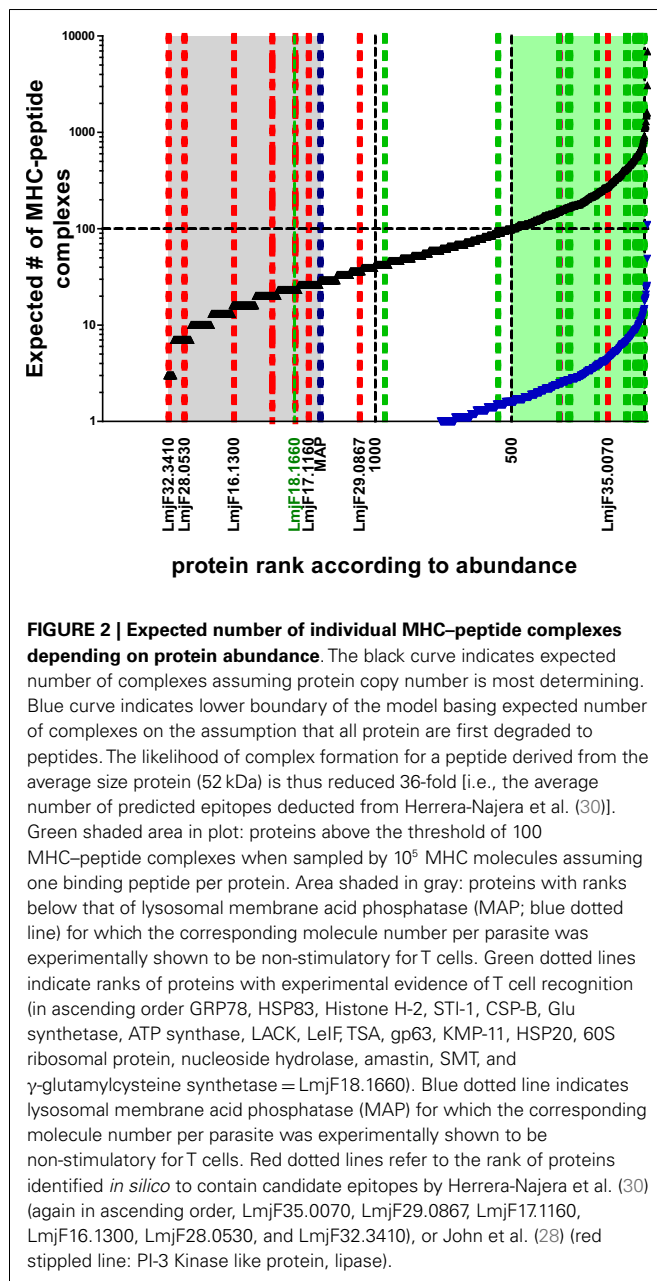 10000
1000
100
10
1
Expected # of MHC-peptide
complexes
LmjF32.3410
LmjF28.0530
LmjF16.1300
LmjF18.1660
LmjF17.1160
MAP
LmjF29.0867
1000
500
LmjF35.0070
protein rank according to abundance
FIGURE 2 | Expected number of individual MHC–peptide complexes
depending on protein abundance. The black curve indicates expected
number of complexes assuming protein copy number is most determining.
Blue curve indicates lower boundary of the model basing expected number
of complexes on the assumption that all protein are first degraded to
peptides. The likelihood of complex formation for a peptide derived from the
average size protein (52 kDa) is thus reduced 36-fold [i.e., the average
number of predicted epitopes deducted from Herrera-Najera et al. (30)].
Green shaded area in plot: proteins above the threshold of 100
MHC–peptide complexes when sampled by 10⁵ MHC molecules assuming
one binding peptide per protein. Area shaded in gray: proteins with ranks
below that of lysosomal membrane acid phosphatase (MAP; blue dotted
line) for which the corresponding molecule number per parasite was
experimentally shown to be non-stimulatory for T cells. Green dotted lines
indicate ranks of proteins with experimental evidence of T cell recognition
(in ascending order GRP78, HSP83, Histone H-2, STI-1, CSP-B, Glu
synthetase, ATP synthase, LACK, LeIF, TSA, gp63, KMP-11, HSP20, 60S
ribosomal protein, nucleoside hydrolase, amastin, SMT, and
γ-glutamylcysteine synthetase = LmjF18.1660). Blue dotted line indicates
lysosomal membrane acid phosphatase (MAP) for which the corresponding
molecule number per parasite was experimentally shown to be
non-stimulatory for T cells. Red dotted lines refer to the rank of proteins
identified in silico to contain candidate epitopes by Herrera-Najera et al. (30)
(again in ascending order, LmjF35.0070, LmjF29.0867, LmjF17.1160,
LmjF16.1300, LmjF28.0530, and LmjF32.3410), or John et al. (28) (red
stippled line: PI-3 Kinase like protein, lipase).